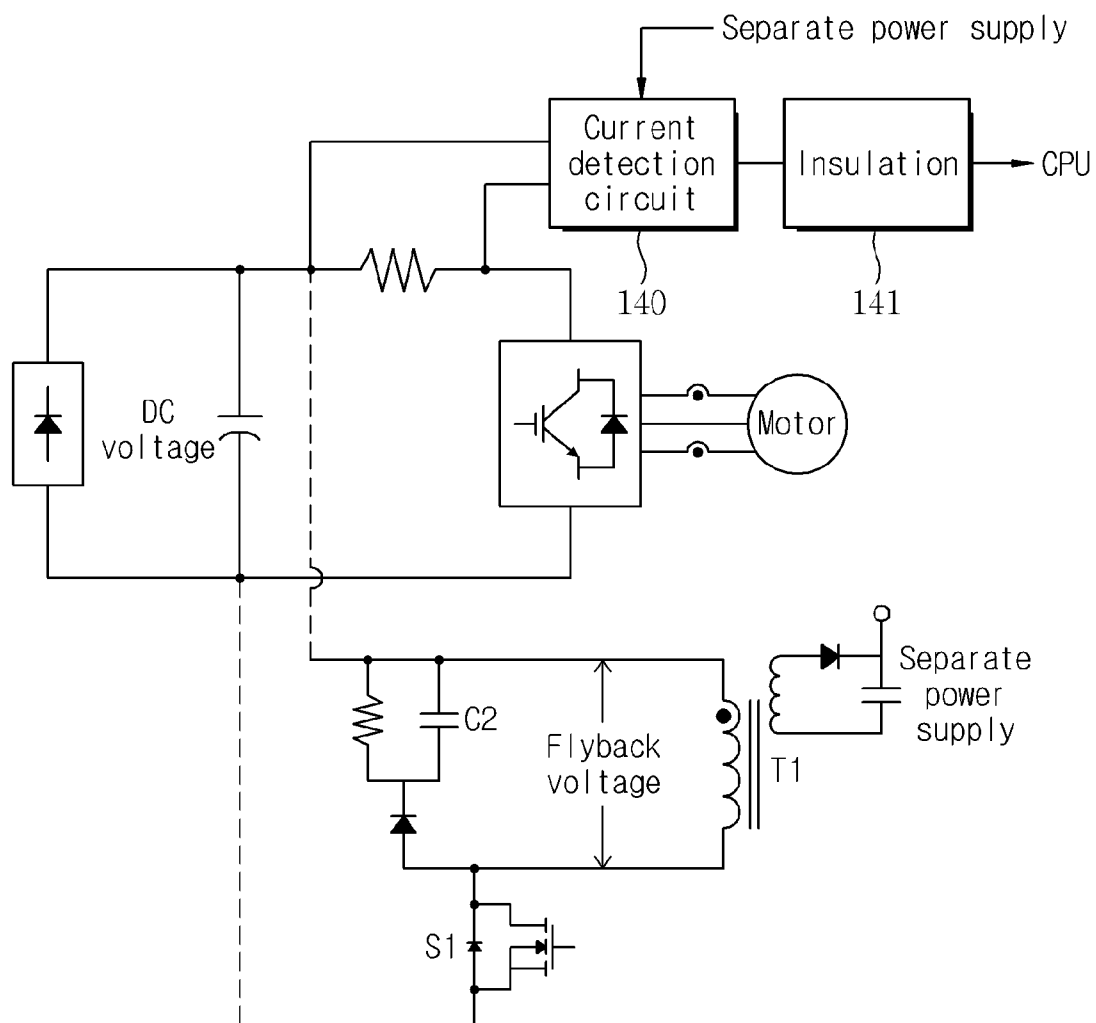 Separate power supply
Current
detection
circuit
Insulation
CPU
140
141
DC
voltage
Motor
Separate
power
supply
C2
Flyback
voltage
T1
S1